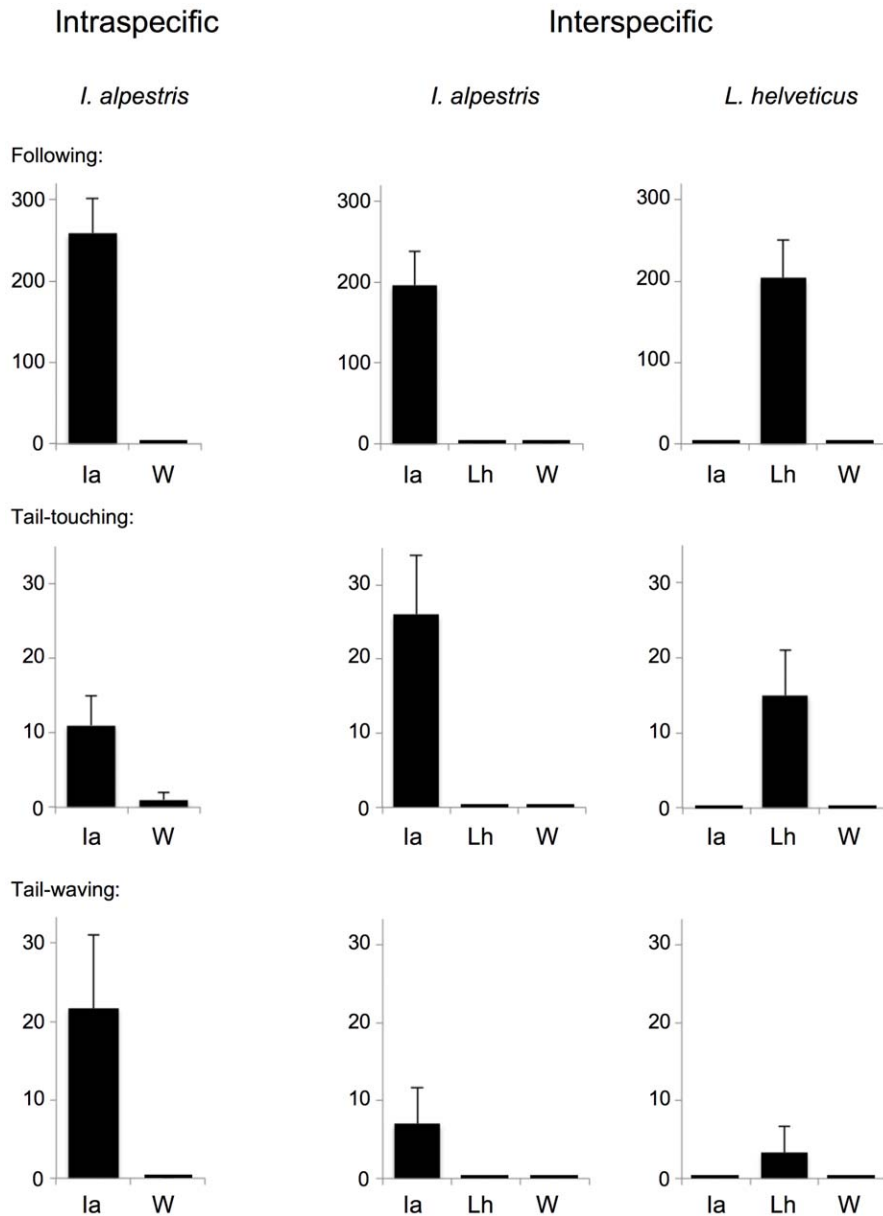 Intraspecific Interspecific
I. alpestris I. alpestris L. helveticus
Following:
300 300 300
200 200 200
100 100 100
0 0 0
Ia W Ia Lh W Ia Lh W
Tail-touching:
30 30 30
20 20 20
10 10 10
0 0 0
Ia W Ia Lh W Ia Lh W
Tail-waving:
30 30 30
20 20 20
10 10 10
0 0 0
Ia W Ia Lh W Ia Lh W